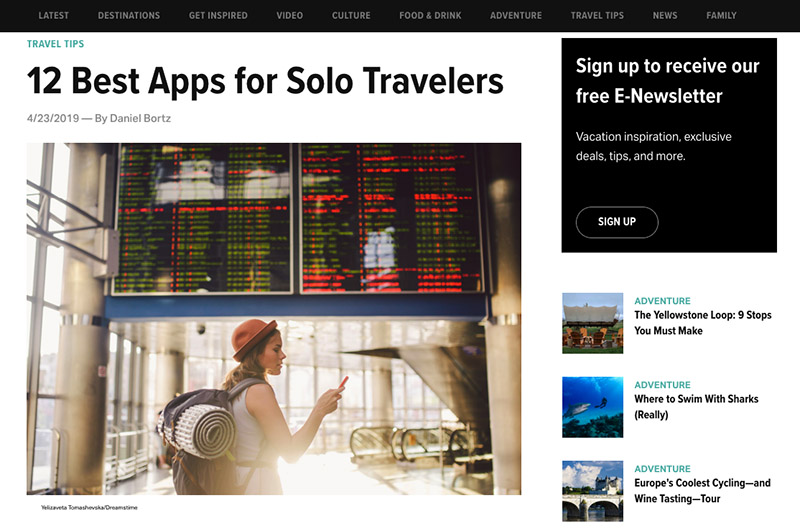 LATEST DESTINATIONS GET INSPIRED VIDEO CULTURE FOOD & DRINK ADVENTURE TRAVEL TIPS NEWS FAMILY
TRAVEL TIPS
12 Best Apps for Solo Travelers
4/23/2019 — By Daniel Bortz
Yelizaveta Tomashevska/Dreamstime
Sign up to receive our
free E-Newsletter
Vacation inspiration, exclusive
deals, tips, and more.
SIGN UP
ADVENTURE
The Yellowstone Loop: 9 Stops
You Must Make
ADVENTURE
Where to Swim With Sharks
(Really)
ADVENTURE
Europe's Coolest Cycling—and
Wine Tasting—Tour